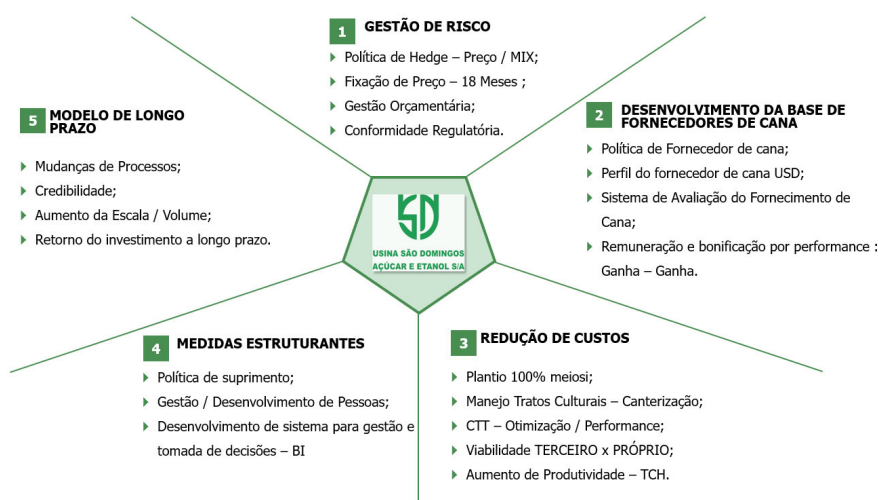 1 GESTÃO DE RISCO
Política de Hedge – Preço / MIX;
Fixação de Preço – 18 Meses ;
Gestão Orçamentária;
Conformidade Regulatória.
2 DESENVOLVIMENTO DA BASE DE
FORNECEDORES DE CANA
Política de Fornecedor de cana;
Perfil do fornecedor de cana USD;
Sistema de Avaliação do Fornecimento de
Cana;
Remuneração e bonificação por performance :
Ganha – Ganha.
3 REDUÇÃO DE CUSTOS
Plantio 100% meiosi;
Manejo Tratos Culturais – Canterização;
CTT – Otimização / Performance;
Viabilidade TERCEIRO x PRÓPRIO;
Aumento de Produtividade – TCH.
4 MEDIDAS ESTRUTURANTES
Política de suprimento;
Gestão / Desenvolvimento de Pessoas;
Desenvolvimento de sistema para gestão e
tomada de decisões – BI
5 MODELO DE LONGO
PRAZO
Mudanças de Processos;
Credibilidade;
Aumento da Escala / Volume;
Retorno do investimento a longo prazo.
USINA SÃO DOMINGOS
AÇÚCAR E ETANOL S/A